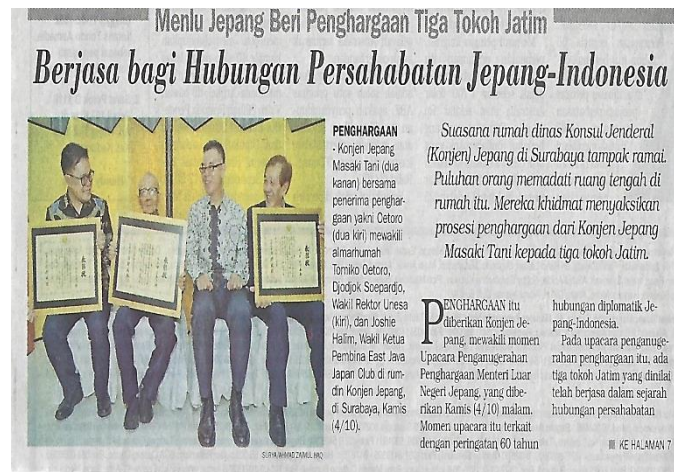 Menlu Jepang Beri Penghargaan Tiga Tokoh Jatim
Berjasa bagi Hubungan Persahabatan Jepang-Indonesia
PENGHARGAAN
- Konjen Jepang
Masaki Tani (dua
kanan) bersama
penerima penghar-
gaan yakni Oetoro
(dua kiri) mewakili
almarhumah
Tomiko Oetoro,
Djodjok Soepardjo,
Wakil Rektor Unesa
(kiri), dan Joshie
Halim, Wakil Ketua
Pembina East Java
Japan Club di rum-
din Konjen Jepang,
di Surabaya, Kamis
(4/10).
Suasana rumah dinas Konsul Jenderal
(Konjen) Jepang di Surabaya tampak ramai.
Puluhan orang memadati ruang tengah di
rumah itu. Mereka khidmat menyaksikan
prosesi penghargaan dari Konjen Jepang
Masaki Tani kepada tiga tokoh Jatim.
PENGHARGAAN itu
diberikan Konjen Je-
pang, mewakili momen
Upacara Penganugerahan
Penghargaan Menteri Luar
Negeri Jepang, yang dibe-
rikan Kamis (4/10) malam.
Momen upacara itu terkait
dengan peringatan 60 tahun
hubungan diplomatik Je-
pang-Indonesia.
Pada upacara penganuge-
rahan penghargaan itu, ada
tiga tokoh Jatim yang dinilai
telah berjasa dalam sejarah
hubungan persahabatan
KE HALAMAN 7
SURYA/AHMAD ZAIMUL HAQ